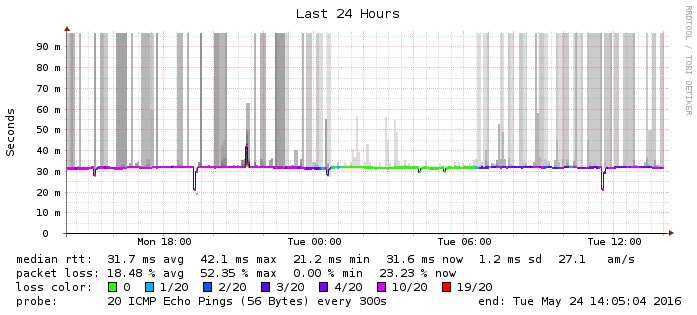 Last 24 Hours
RRDTOOL / TOBI OETIKER
Seconds
90 m
80 m
70 m
60 m
50 m
40 m
30 m
20 m
10 m
0
Mon 18:00 Tue 00:00 Tue 06:00 Tue 12:00
median rtt: 31.7 ms avg 42.1 ms max 21.2 ms min 31.6 ms now 1.2 ms sd 27.1 am/s
packet loss: 18.48 % avg 52.35 % max 0.00 % min 23.23 % now
loss color: 0 1/20 2/20 3/20 4/20 10/20 19/20
probe: 20 ICMP Echo Pings (56 Bytes) every 300s end: Tue May 24 14:05:04 2016